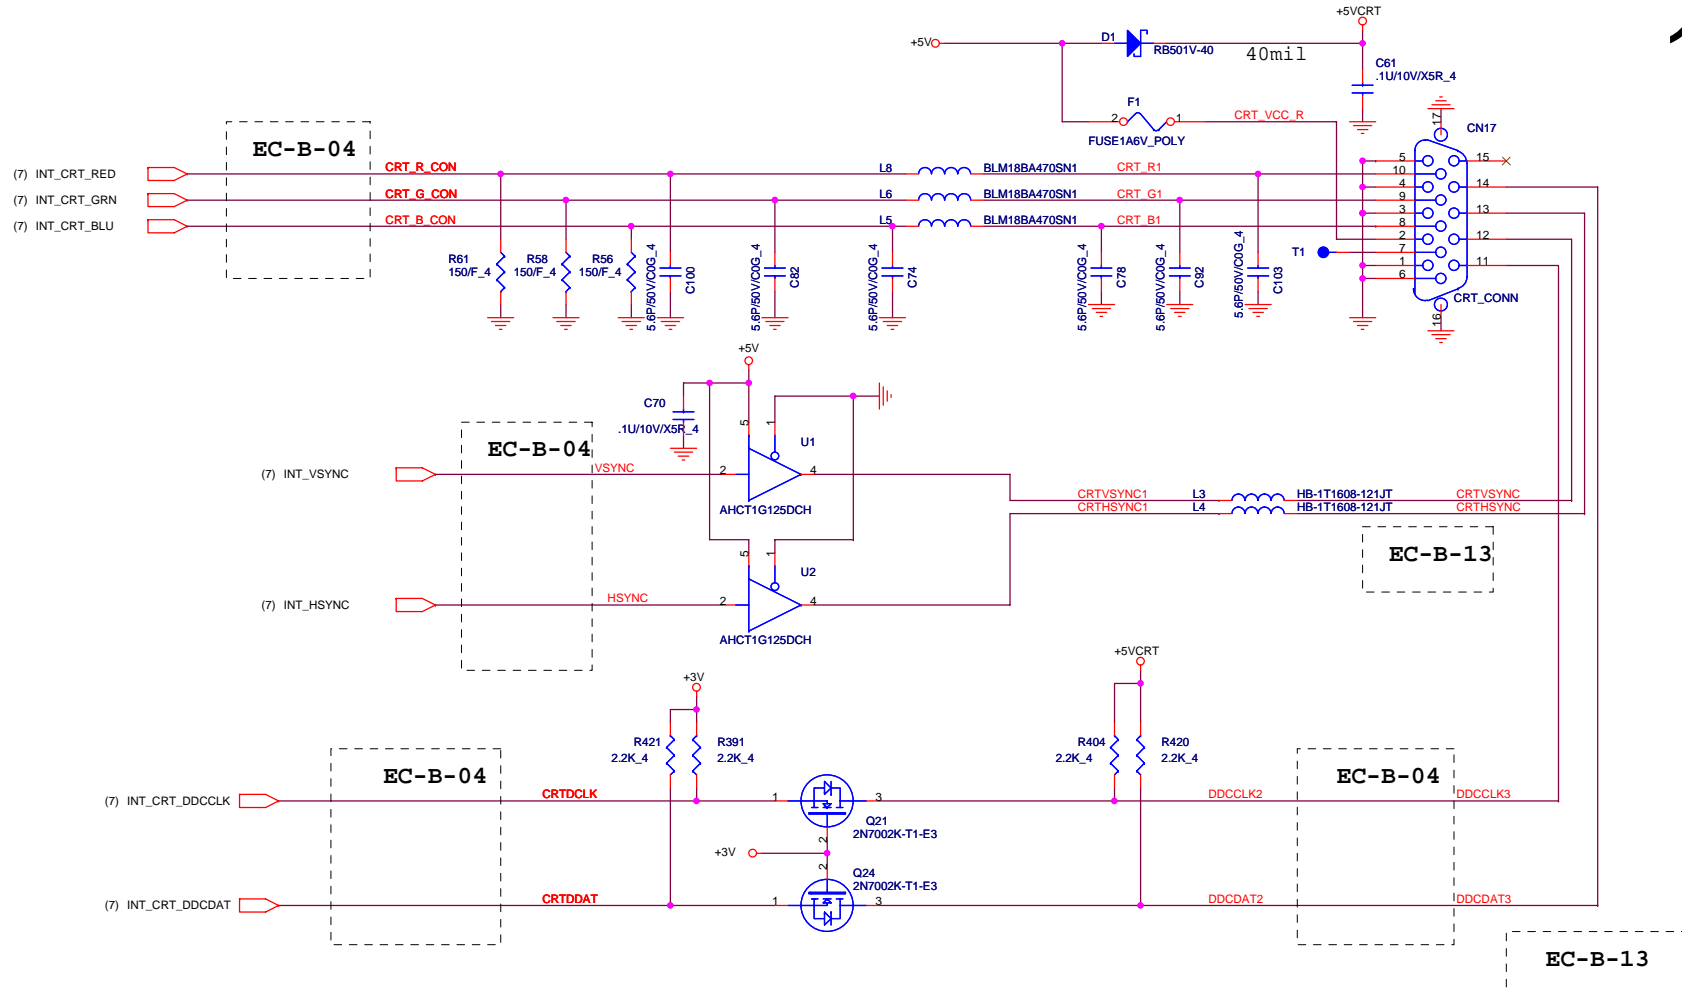 +5VCRT
+5V
D1
RB501V-40
40mil
C61
.1U/10V/X5R_4
F1
2
1
CRT_VCC_R
FUSE1A6V_POLY
17
CN17
EC-B-04
(7) INT_CRT_RED
CRT_R_CON
L8
BLM18BA470SN1
CRT_R1
(7) INT_CRT_GRN
CRT_G_CON
L6
BLM18BA470SN1
CRT_G1
(7) INT_CRT_BLU
CRT_B_CON
L5
BLM18BA470SN1
CRT_B1
5
10
4
9
3
8
2
7
1
6
15
14
13
12
11
T1
R61
150/F_4
R58
150/F_4
R56
150/F_4
5.6P/50V/C0G_4
C100
5.6P/50V/C0G_4
C82
5.6P/50V/C0G_4
C74
5.6P/50V/C0G_4
C78
5.6P/50V/C0G_4
C92
5.6P/50V/C0G_4
C103
CRT_CONN
16
+5V
C70
.1U/10V/X5R_4
5
1
U1
EC-B-04
(7) INT_VSYNC
VSYNC
2
4
AHCT1G125DCH
CRTVSYNC1
L3
HB-1T1608-121JT
CRTVSYNC
CRTHSYNC1
L4
HB-1T1608-121JT
CRTHSYNC
EC-B-13
5
1
U2
(7) INT_HSYNC
HSYNC
2
4
AHCT1G125DCH
+5VCRT
+3V
R421
2.2K_4
R391
2.2K_4
R404
2.2K_4
R420
2.2K_4
EC-B-04
EC-B-04
(7) INT_CRT_DDCCLK
CRTDCLK
1
3
DDCCLK2
DDCCLK3
Q21
2N7002K-T1-E3
2
+3V
2
Q24
2N7002K-T1-E3
(7) INT_CRT_DDCDAT
CRTDDAT
1
3
DDCDAT2
DDCDAT3
EC-B-13